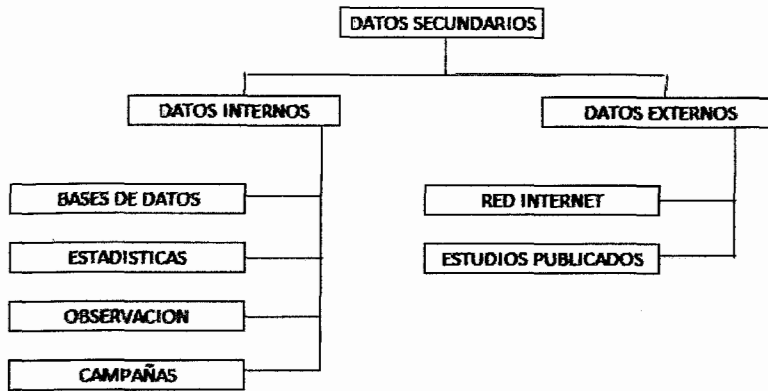 DATOS SECUNDARIOS
DATOS INTERNOS
DATOS EXTERNOS
BASES DE DATOS
RED INTERNET
ESTADISTICAS
ESTUDIOS PUBLICADOS
OBSERVACION
CAMPAÑAS